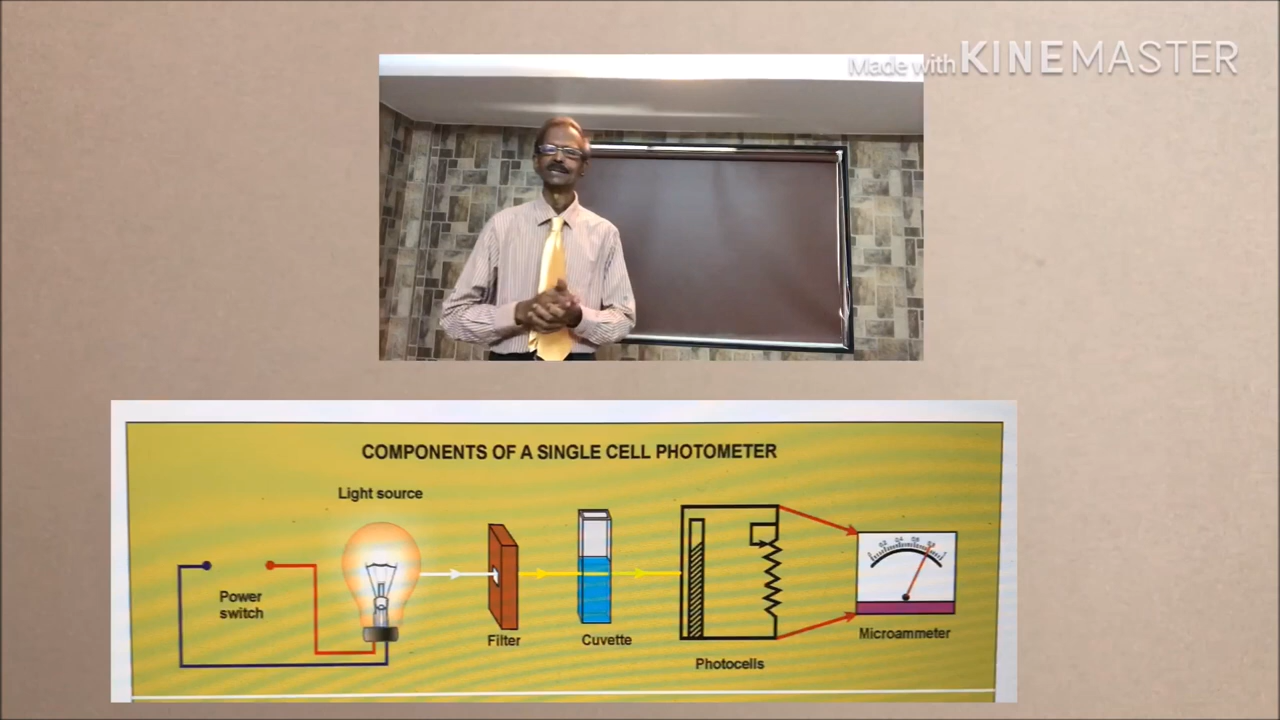 Made with KINEMASTER
COMPONENTS OF A SINGLE CELL PHOTOMETER
Light source
Power
switch
Filter
Cuvette
Photocells
Microammeter